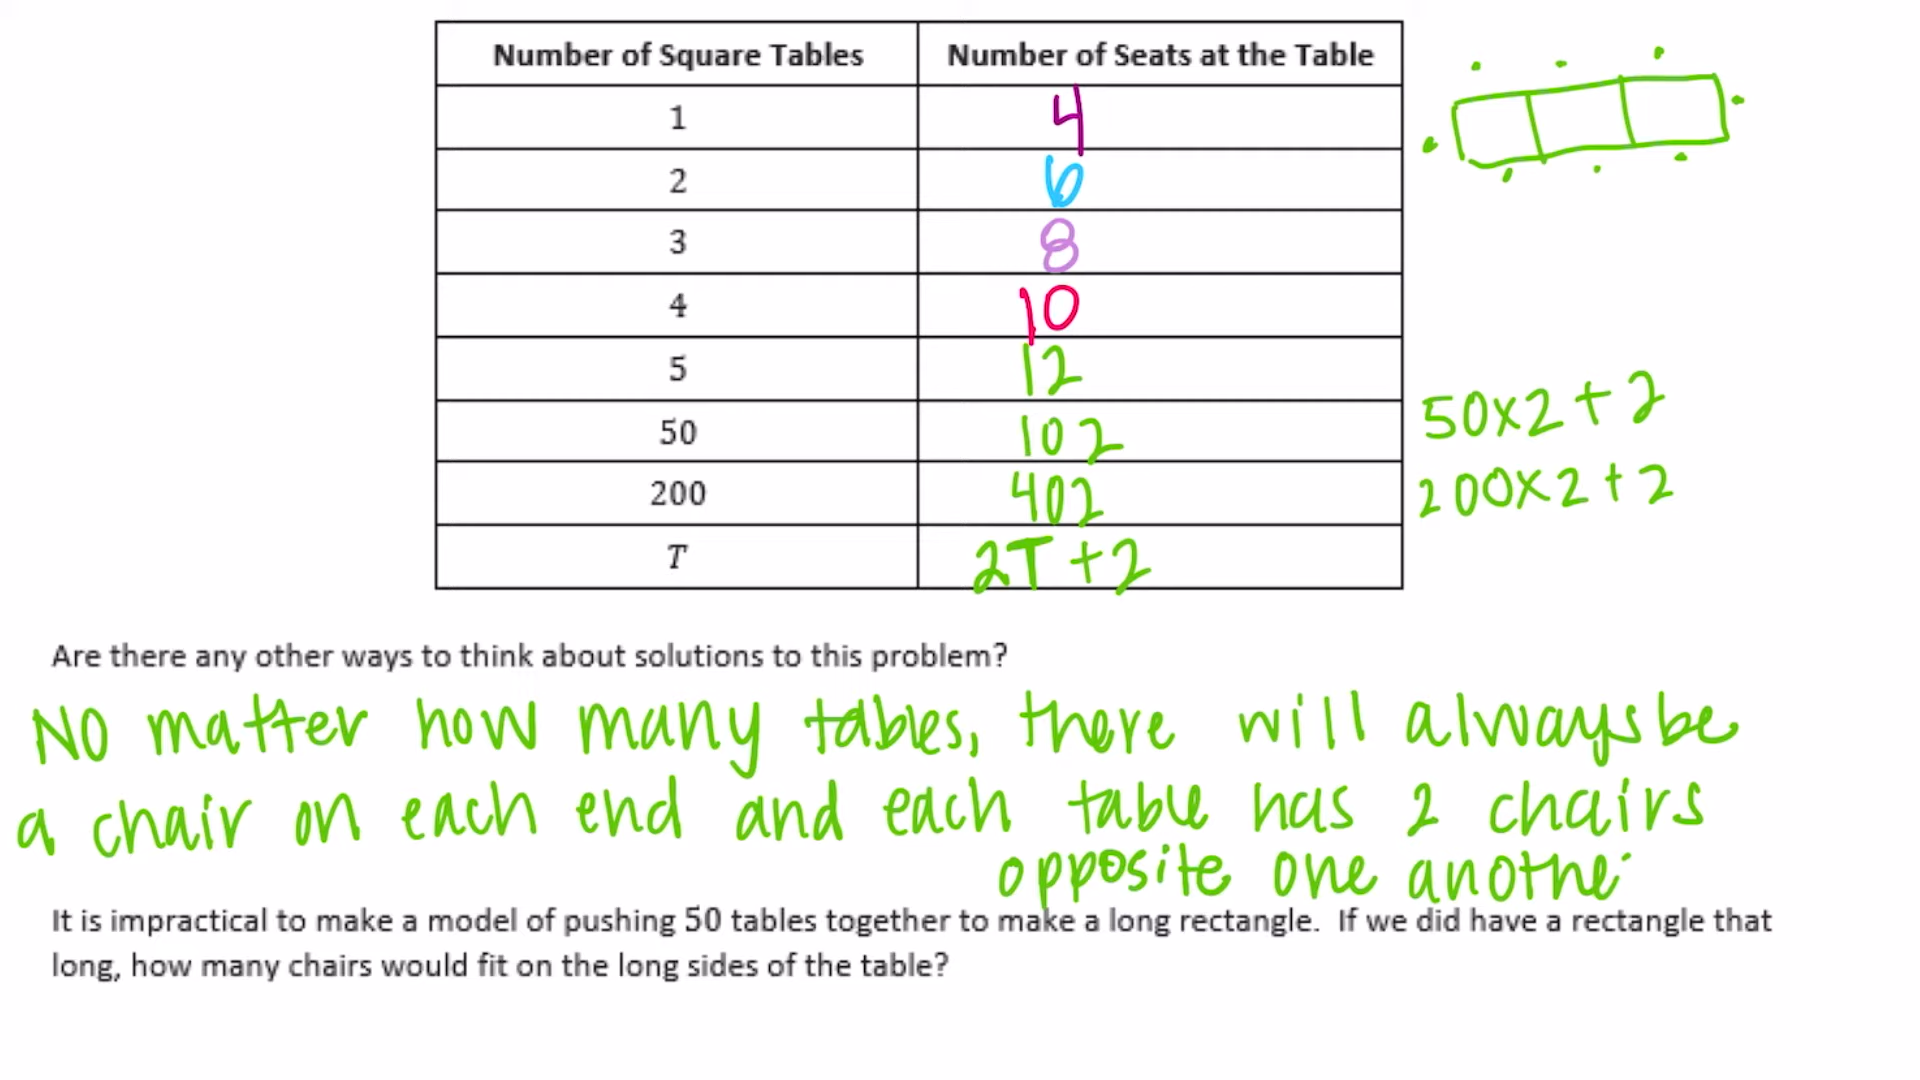 Number of Square Tables Number of Seats at the Table
1 4
2 6
3 8
4 10
5 12
50 102 50x2+2
200 402 200x2+2
T 2T+2
Are there any other ways to think about solutions to this problem?
No matter how many tables, there will always be
a chair on each end and each table has 2 chairs
opposite one anothe
It is impractical to make a model of pushing 50 tables together to make a long rectangle. If we did have a rectangle that
long, how many chairs would fit on the long sides of the table?